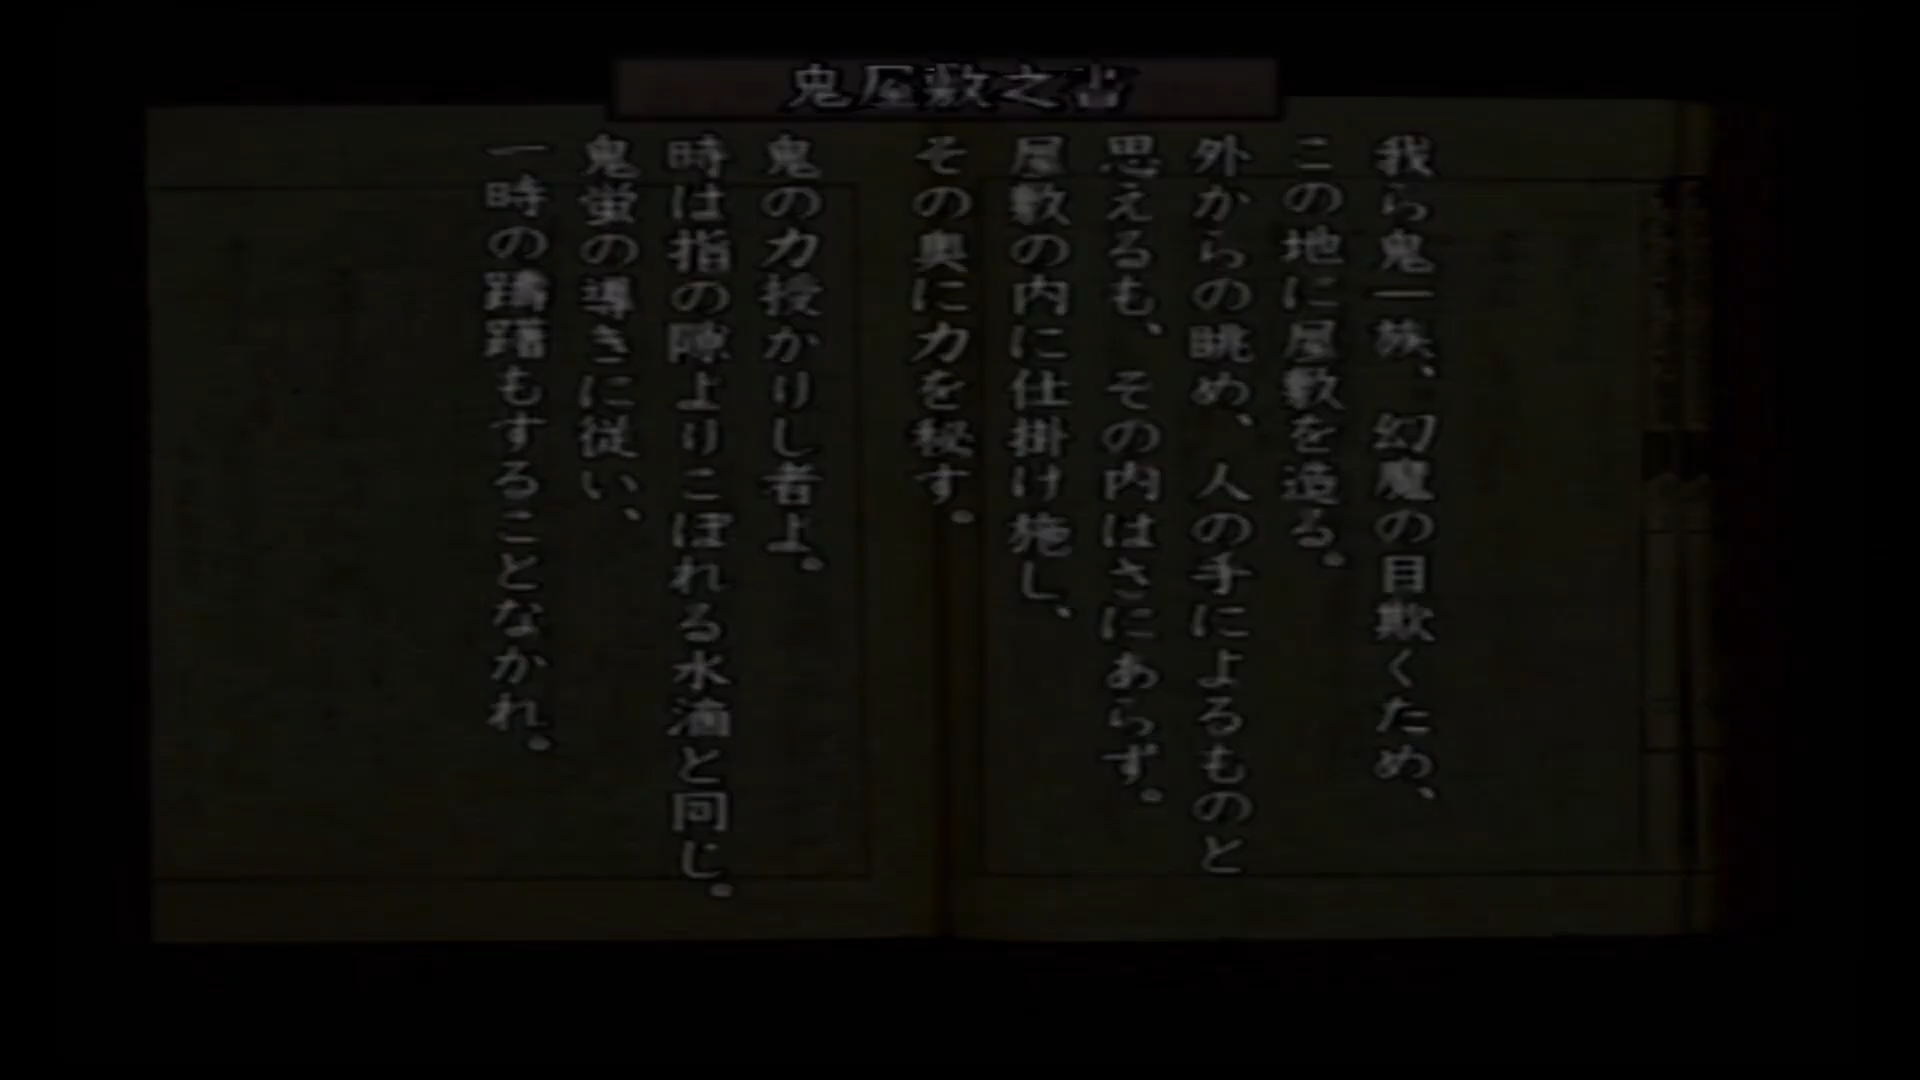 鬼屋敷之書
我ら鬼一族、幻魔の目欺くため、
この地に屋敷を造る。
外からの眺め、人の手によるものと
思えるも、その内はさにあらず。
屋敷の内に仕掛け施し、
その奥に力を秘す。
鬼の力授かりし者よ。
時は指の隙よりこぼれる水滴と同じ。
鬼蛍の導きに従い、
一時の躊躇もすることなかれ。